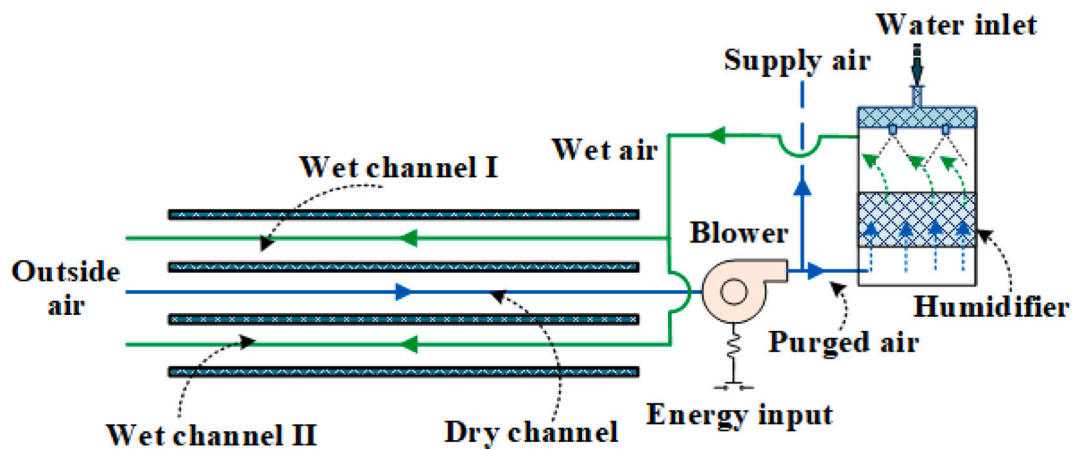 Water inlet
Supply air
Wet air
Wet channel I
Blower
Outside
air
Humidifier
Purged air
Energy input
Wet channel II
Dry channel